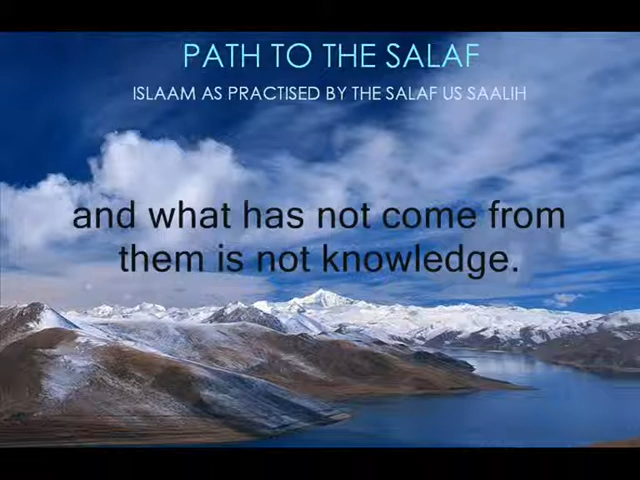 PATH TO THE SALAF
ISLAAM AS PRACTISED BY THE SALAF US SAALIH
and what has not come from
them is not knowledge.